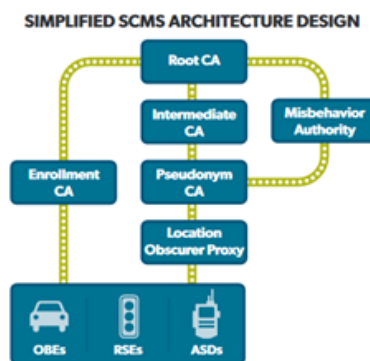 SIMPLIFIED SCMS ARCHITECTURE DESIGN
Root CA
Intermediate
CA
Misbehavior
Authority
Enrollment
CA
Pseudonym
CA
Location
Obscurer Proxy
OBEs
RSEs
ASDs